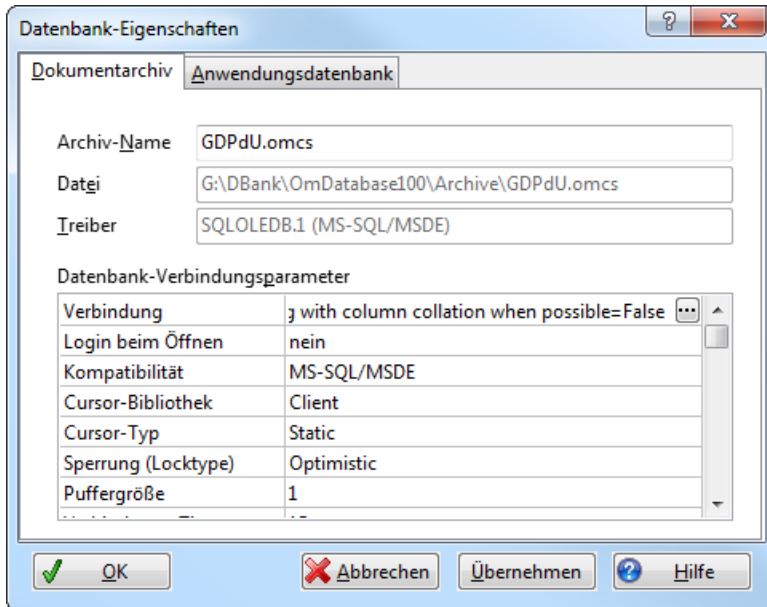 Datenbank-Eigenschaften
Dokumentarchiv Anwendungsdatenbank
Archiv-Name GDPdU.omcs
Datei G:\DBank\OmDatabase100\Archive\GDPdU.omcs
Treiber SQLOLEDB.1 (MS-SQL/MSDE)
Datenbank-Verbindungsparameter
Verbindung g with column collation when possible=False ...
Login beim Öffnen nein
Kompatibilität MS-SQL/MSDE
Cursor-Bibliothek Client
Cursor-Typ Static
Sperrung (Locktype) Optimistic
Puffergröße 1
OK Abbrechen Übernehmen Hilfe